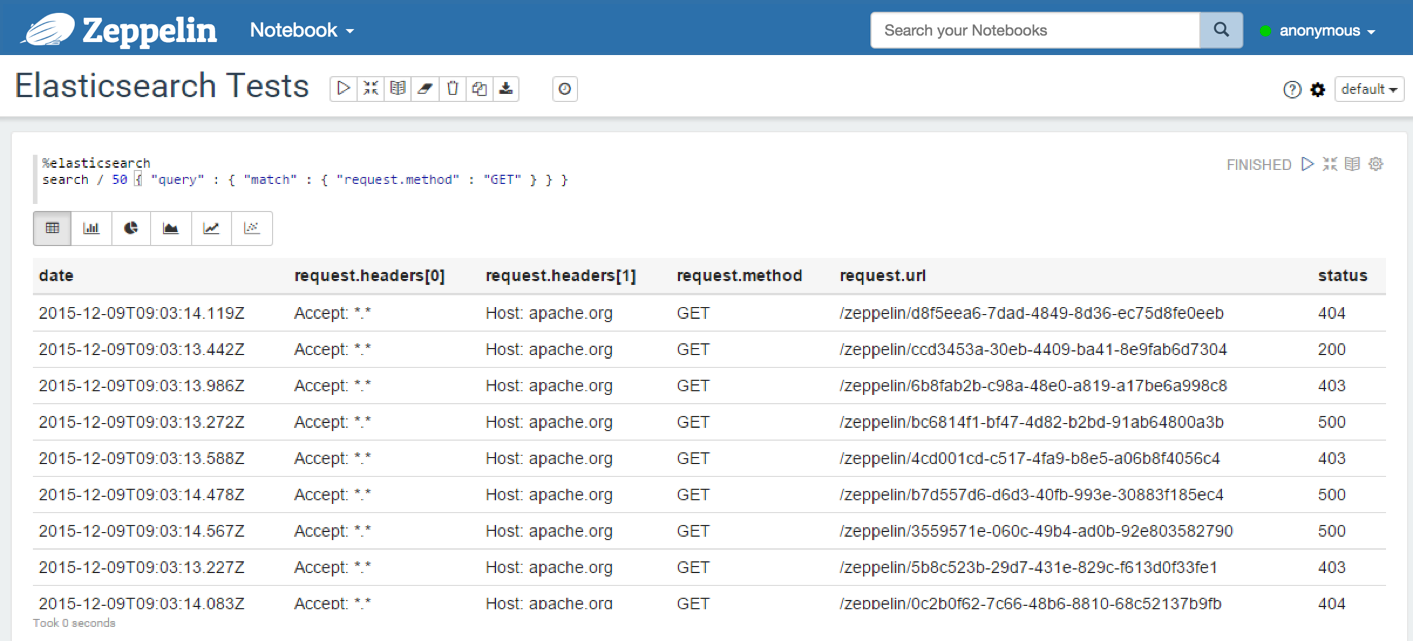 Zeppelin Notebook Search your Notebooks anonymous
Elasticsearch Tests default
%elasticsearch FINISHED
search / 50 { "query" : { "match" : { "request.method" : "GET" } } }
date request.headers[0] request.headers[1] request.method request.url status
2015-12-09T09:03:14.119Z Accept: *.* Host: apache.org GET /zeppelin/d8f5eea6-7dad-4849-8d36-ec75d8fe0eeb 404
2015-12-09T09:03:13.442Z Accept: *.* Host: apache.org GET /zeppelin/ccd3453a-30eb-4409-ba41-8e9fab6d7304 200
2015-12-09T09:03:13.986Z Accept: *.* Host: apache.org GET /zeppelin/6b8fab2b-c98a-48e0-a819-a17be6a998c8 403
2015-12-09T09:03:13.272Z Accept: *.* Host: apache.org GET /zeppelin/bc6814f1-bf47-4d82-b2bd-91ab64800a3b 500
2015-12-09T09:03:13.588Z Accept: *.* Host: apache.org GET /zeppelin/4cd001cd-c517-4fa9-b8e5-a06b8f4056c4 403
2015-12-09T09:03:14.478Z Accept: *.* Host: apache.org GET /zeppelin/b7d557d6-d6d3-40fb-993e-30883f185ec4 500
2015-12-09T09:03:14.567Z Accept: *.* Host: apache.org GET /zeppelin/3559571e-060c-49b4-ad0b-92e803582790 500
2015-12-09T09:03:13.227Z Accept: *.* Host: apache.org GET /zeppelin/5b8c523b-29d7-431e-829c-f613d0f33fe1 403
2015-12-09T09:03:14.083Z Accept: *.* Host: apache.org GET /zeppelin/0c2b0f62-7c66-48b6-8810-68c52137b9fb 404
Took 0 seconds